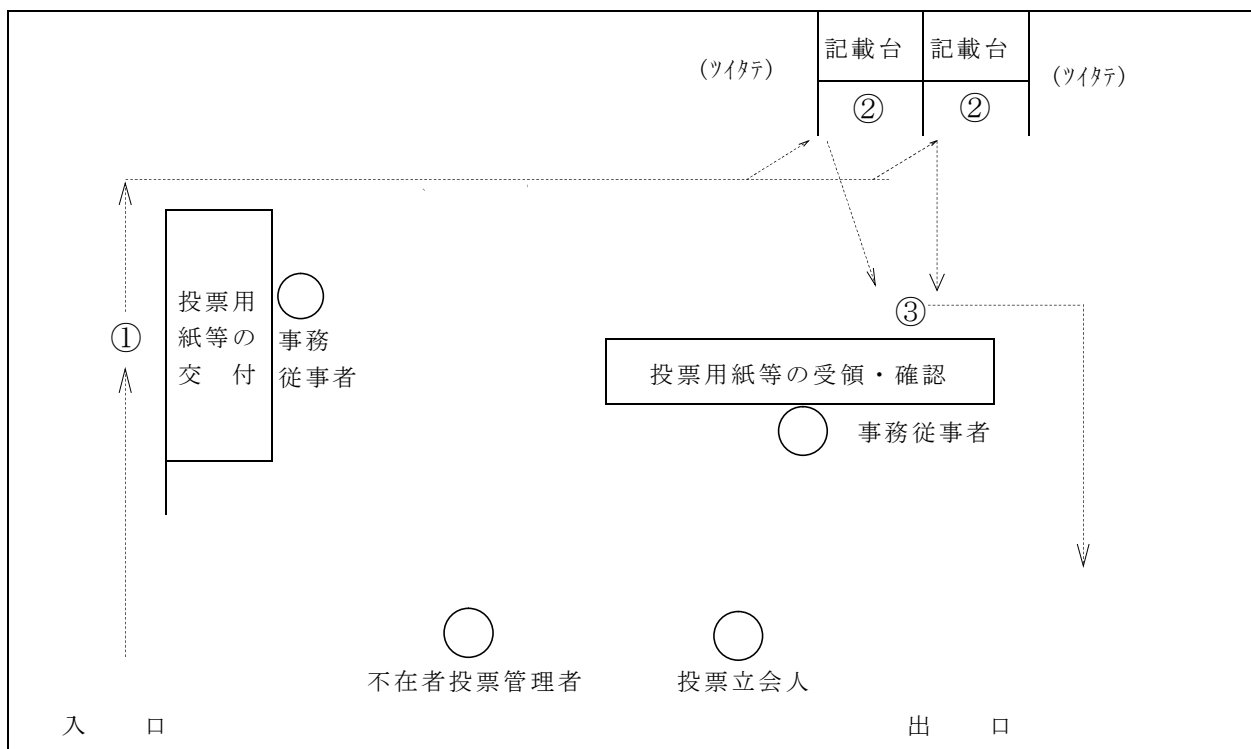 記載台 記載台
(ﾂｲﾀﾃ) (ﾂｲﾀﾃ)
② ②
投票用
紙等の
交　付
①
事務
従事者
③
投票用紙等の受領・確認
事務従事者
不在者投票管理者 投票立会人
入　口 出　口